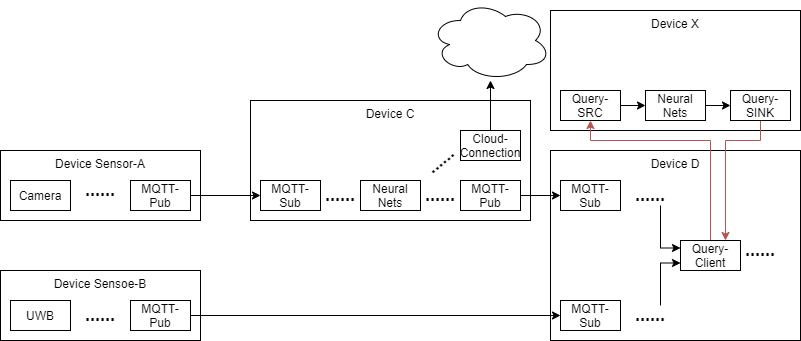 Device X
Query-
SRC
Neural
Nets
Query-
SINK
Device C
Cloud-
Connection
MQTT-
Sub
......
Neural
Nets
......
MQTT-
Pub
......
Device Sensor-A
Camera
......
MQTT-
Pub
Device D
MQTT-
Sub
......
Query-
Client
......
MQTT-
Sub
......
Device Sensoe-B
UWB
......
MQTT-
Pub